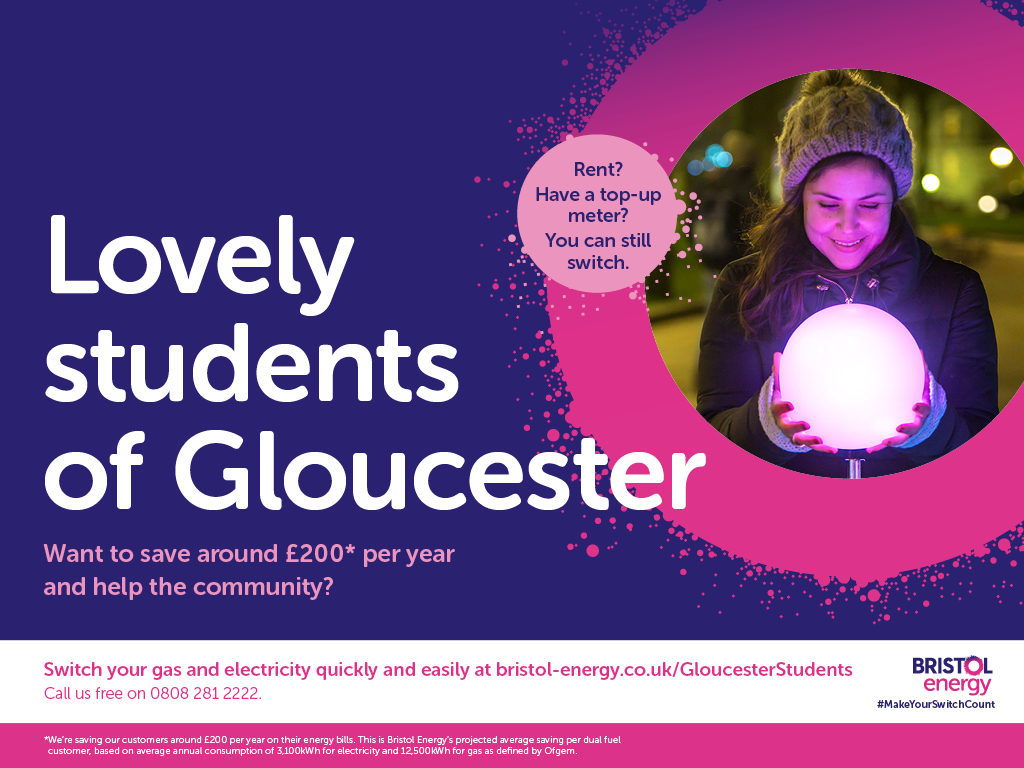 Rent?
Have a top-up
meter?
You can still
switch.
Lovely
students
of Gloucester
Want to save around £200* per year
and help the community?
Switch your gas and electricity quickly and easily at bristol-energy.co.uk/GloucesterStudents
Call us free on 0808 281 2222.
BRISTOL
energy
#MakeYourSwitchCount
*We're saving our customers around £200 per year on their energy bills. This is Bristol Energy's projected average saving per dual fuel
customer, based on average annual consumption of 3,100kWh for electricity and 12,500kWh for gas as defined by Ofgem.